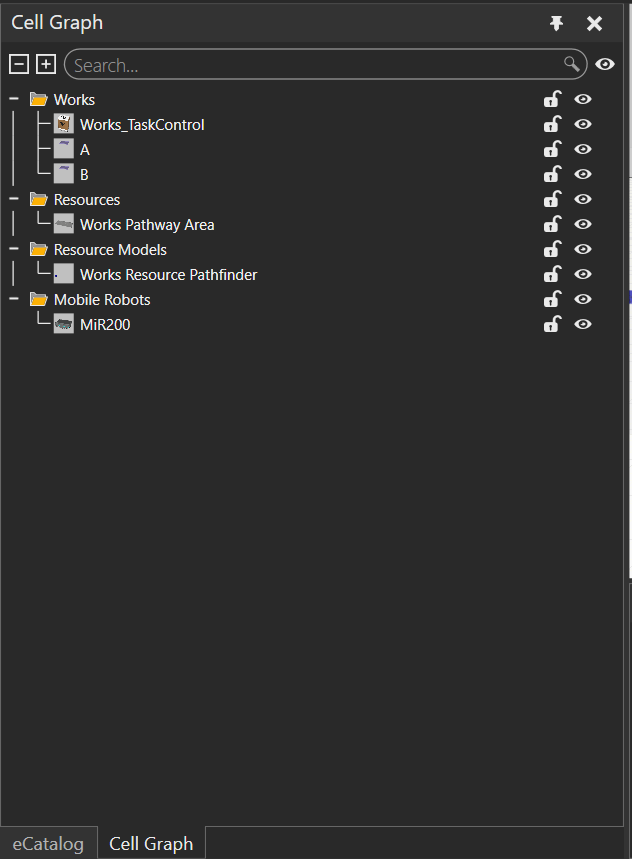 Cell Graph
Search...
Works
Works_TaskControl
A
B
Resources
Works Pathway Area
Resource Models
Works Resource Pathfinder
Mobile Robots
MiR200
eCatalog Cell Graph